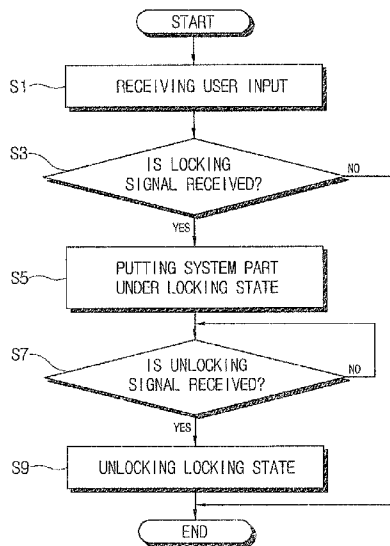 START
S1
RECEIVING USER INPUT
S3
IS LOCKING
SIGNAL RECEIVED?
NO
YES
S5
PUTTING SYSTEM PART
UNDER LOCKING STATE
S7
IS UNLOCKING
SIGNAL RECEIVED?
NO
YES
S9
UNLOCKING LOCKING STATE
END